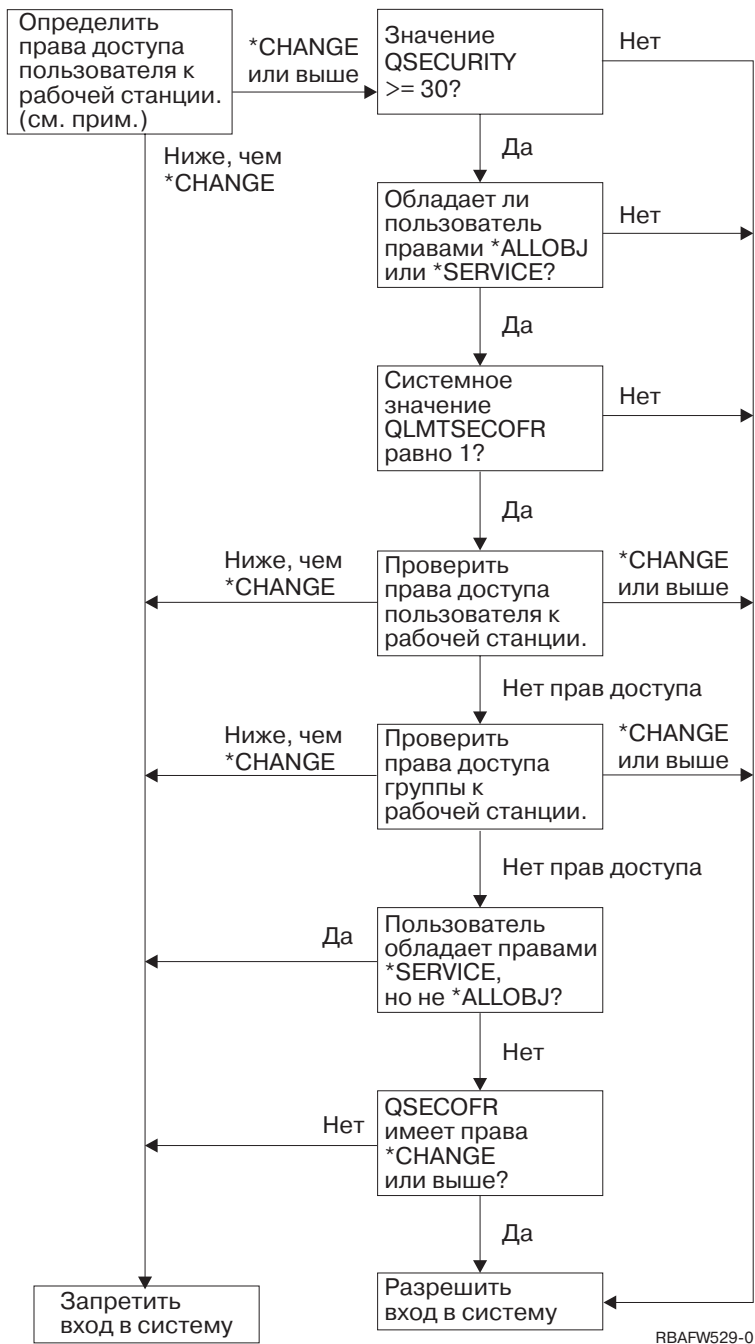 Определить
права доступа
пользователя к
рабочей станции.
(см. прим.)
*CHANGE
или выше
Значение
QSECURITY
>= 30?
Нет
Ниже, чем
*CHANGE
Да
Обладает ли
пользователь
правами *ALLOBJ
или *SERVICE?
Нет
Да
Системное
значение
QLMTSECOFR
равно 1?
Нет
Да
Ниже, чем
*CHANGE
Проверить
права доступа
пользователя к
рабочей станции.
*CHANGE
или выше
Нет прав доступа
Ниже, чем
*CHANGE
Проверить
права доступа
группы к
рабочей станции.
*CHANGE
или выше
Нет прав доступа
Да
Пользователь
обладает правами
*SERVICE,
но не *ALLOBJ?
Нет
Нет
QSECOFR
имеет права
*CHANGE
или выше?
Да
Запретить
вход в систему
Разрешить
вход в систему
RBAFW529-0